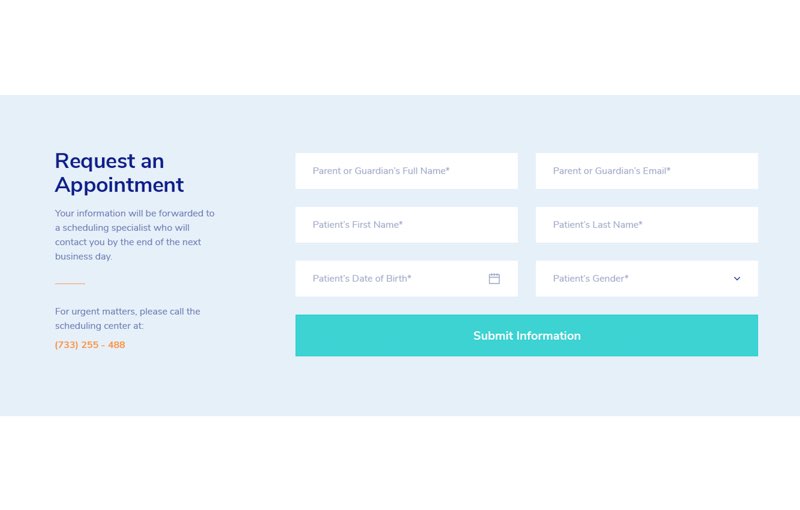 Request an
Appointment
Your information will be forwarded to
a scheduling specialist who will
contact you by the end of the next
business day.
For urgent matters, please call the
scheduling center at:
(733) 255 - 488
Parent or Guardian's Full Name*
Parent or Guardian's Email*
Patient's First Name*
Patient's Last Name*
Patient's Date of Birth*
Patient's Gender*
Submit Information